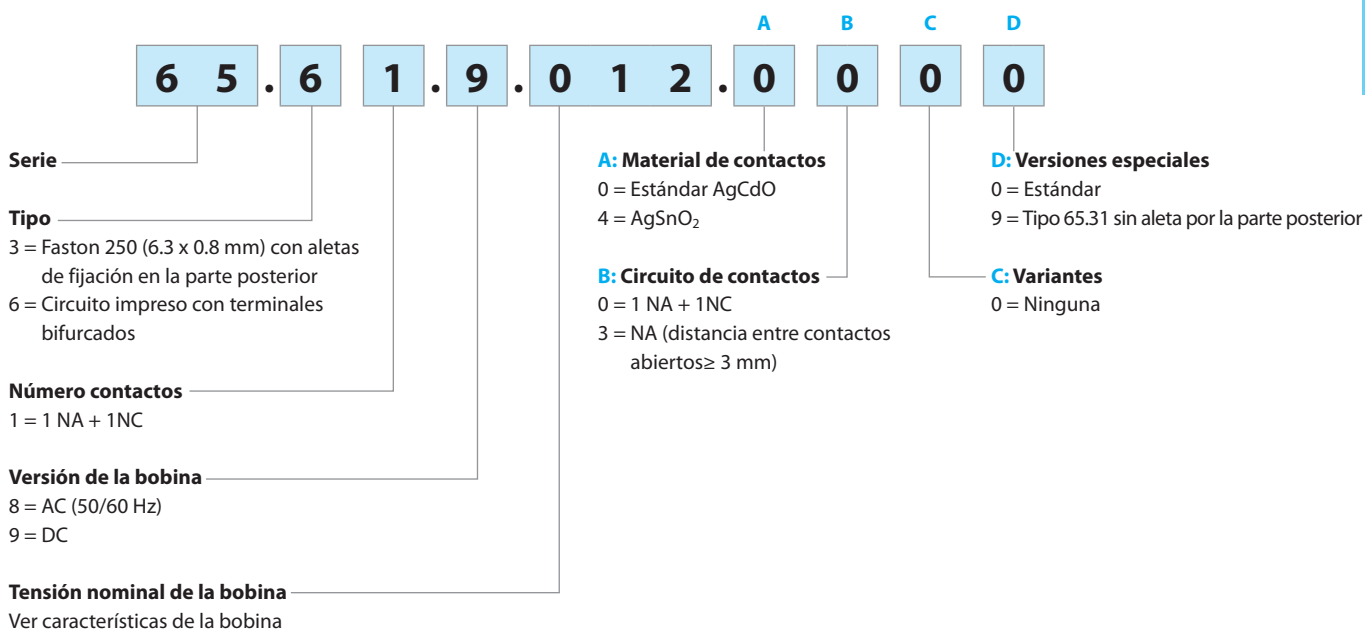 A B C D
6 5 . 6 1 . 9 . 0 1 2 . 0 0 0 0
Serie
Tipo
3 = Faston 250 (6.3 x 0.8 mm) con aletas
de fijación en la parte posterior
6 = Circuito impreso con terminales
bifurcados
Número contactos
1 = 1 NA + 1NC
Versión de la bobina
8 = AC (50/60 Hz)
9 = DC
Tensión nominal de la bobina
Ver características de la bobina
A: Material de contactos
0 = Estándar AgCdO
4 = AgSnO₂
B: Circuito de contactos
0 = 1 NA + 1NC
3 = NA (distancia entre contactos
abiertos≥ 3 mm)
D: Versiones especiales
0 = Estándar
9 = Tipo 65.31 sin aleta por la parte posterior
C: Variantes
0 = Ninguna